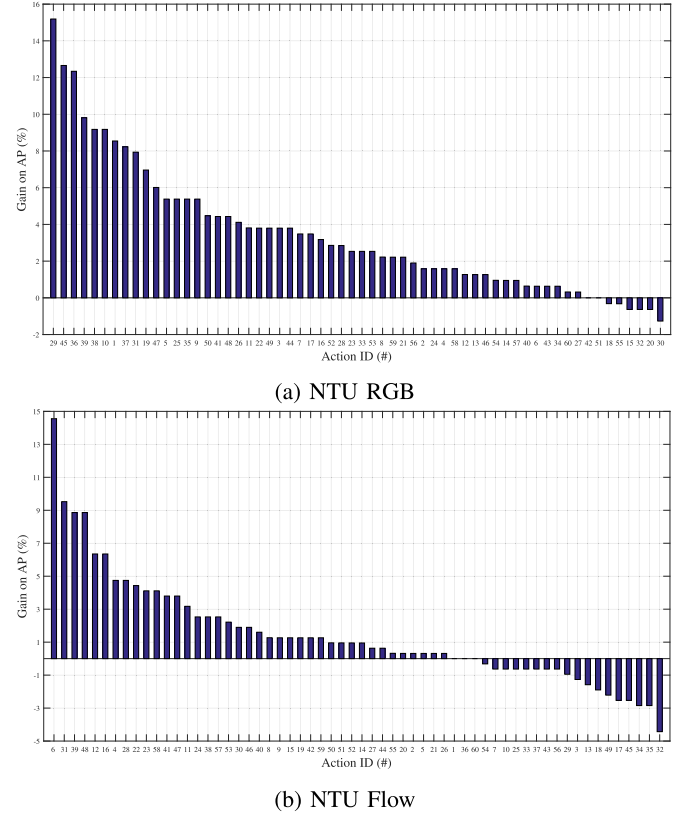 16
14
12
10
8
6
4
2
0
-2
Gain on AP (%)
29 45 36 39 38 10 1 37 31 19 47 5 25 35 9 50 41 48 26 11 22 49 3 44 7 17 16 52 28 23 33 53 8 59 21 56 2 24 4 58 12 13 46 54 14 57 40 6 43 34 60 27 42 51 18 55 15 32 20 30
Action ID (#)
(a) NTU RGB
15
13
11
9
7
5
3
1
-1
-3
-5
Gain on AP (%)
6 31 39 48 12 16 4 28 22 23 58 41 47 11 24 38 57 53 30 46 40 8 9 15 19 42 59 50 51 52 14 27 44 55 20 2 5 21 26 1 36 60 54 7 10 25 33 37 43 56 29 3 13 18 49 17 45 34 35 32
Action ID (#)
(b) NTU Flow